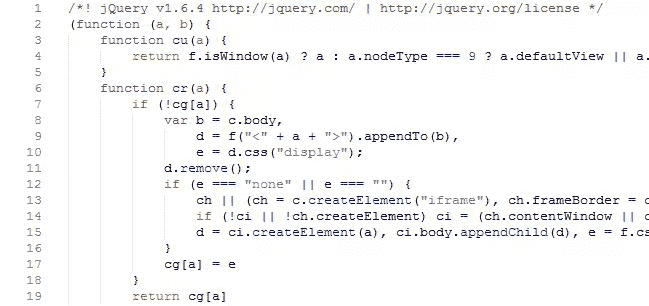 1 /*! jQuery v1.6.4 http://jquery.com/ | http://jquery.org/license */
2 (function (a, b) {
3 function cu(a) {
4 return f.isWindow(a) ? a : a.nodeType === 9 ? a.defaultView || a.
5 }
6 function cr(a) {
7 if (!cg[a]) {
8 var b = c.body,
9 d = f("<" + a + ">").appendTo(b),
10 e = d.css("display");
11 d.remove();
12 if (e === "none" || e === "") {
13 ch || (ch = c.createElement("iframe"), ch.frameBorder = c
14 if (!ci || !ch.createElement) ci = (ch.contentWindow || c
15 d = ci.createElement(a), ci.body.appendChild(d), e = f.cs
16 }
17 cg[a] = e
18 }
19 return cg[a]